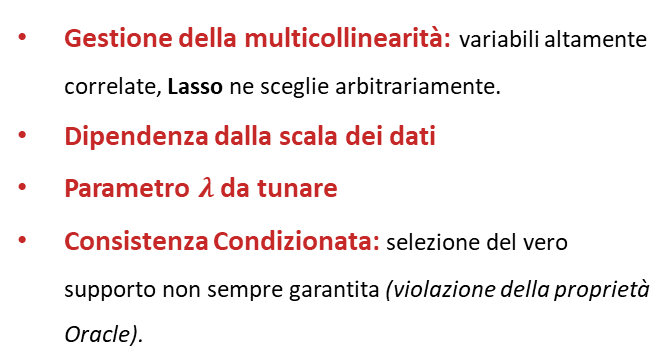 • Gestione della multicollinearità: variabili altamente
correlate, Lasso ne sceglie arbitrariamente.
• Dipendenza dalla scala dei dati
• Parametro λ da tunare
• Consistenza Condizionata: selezione del vero
supporto non sempre garantita (violazione della proprietà
Oracle).